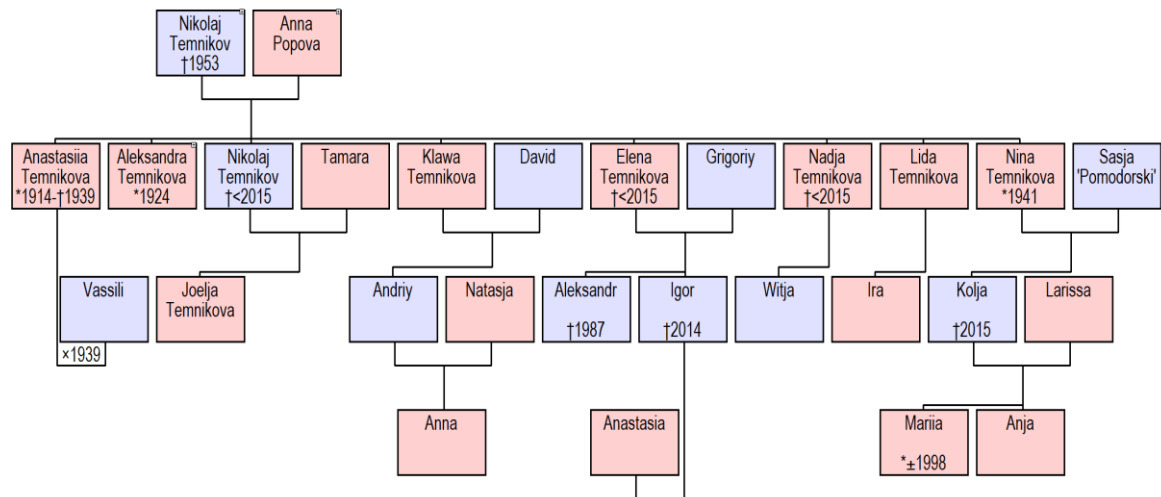 Nikolaj
Temnikov
†1953
Anna
Popova
Anastasiia
Temnikova
*1914-†1939
Aleksandra
Temnikova
*1924
Nikolaj
Temnikov
†<2015
Tamara
Klawa
Temnikova
David
Elena
Temnikova
†<2015
Grigoriy
Nadja
Temnikova
†<2015
Lida
Temnikova
Nina
Temnikova
*1941
Sasja
'Pomodorski'
Vassili
Joelja
Temnikova
Andriy
Natasja
Aleksandr
†1987
Igor
†2014
Witja
Ira
Kolja
†2015
Larissa
×1939
Anna
Anastasia
Mariia
*±1998
Anja